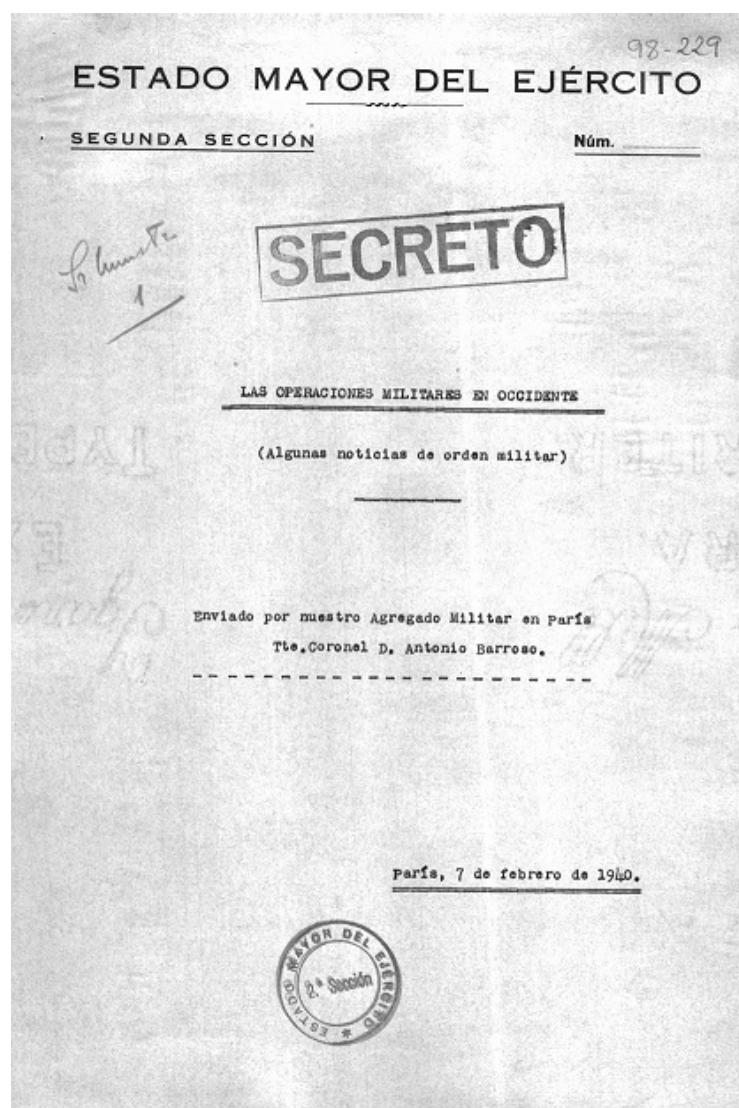 98-229
ESTADO MAYOR DEL EJÉRCITO
SEGUNDA SECCIÓN Núm.
SECRETO
1
LAS OPERACIONES MILITARES EN OCCIDENTE
(Algunas noticias de orden militar)
Enviado por nuestro Agregado Militar en París
Tte.Coronel D. Antonio Barroso.
París, 7 de febrero de 1940.
ESTADO MAYOR DEL EJÉRCITO
2.ª Sección